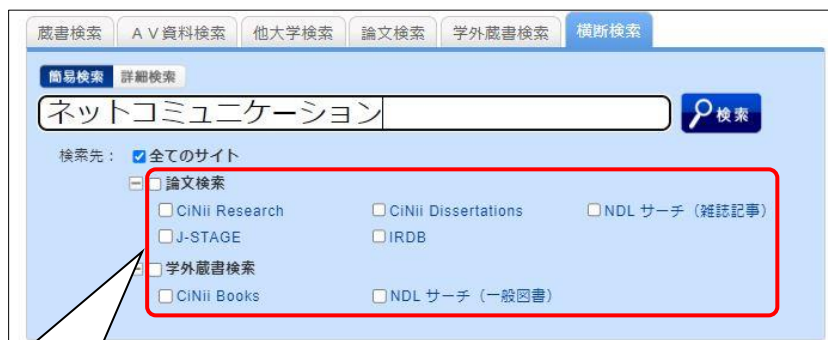 蔵書検索 AV資料検索 他大学検索 論文検索 学外蔵書検索 横断検索
簡易検索 詳細検索
ネットコミュニケーション 検索
検索先： 全てのサイト
論文検索
CiNii Research CiNii Dissertations NDL サーチ（雑誌記事）
J-STAGE IRDB
学外蔵書検索
CiNii Books NDL サーチ（一般図書）